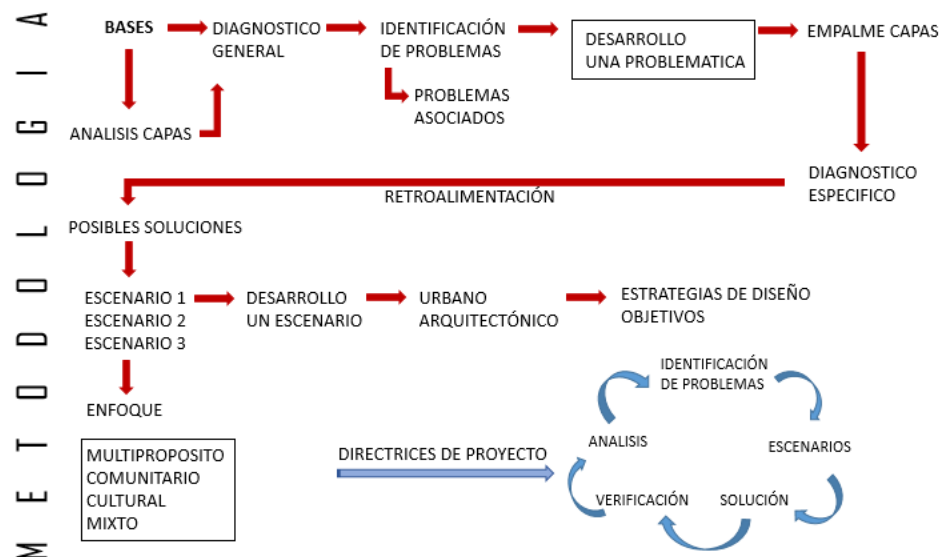 METODOLOGIA
BASES
DIAGNOSTICO
GENERAL
IDENTIFICACIÓN
DE PROBLEMAS
DESARROLLO
UNA PROBLEMATICA
EMPALME CAPAS
ANALISIS CAPAS
PROBLEMAS
ASOCIADOS
DIAGNOSTICO
ESPECIFICO
RETROALIMENTACIÓN
POSIBLES SOLUCIONES
ESCENARIO 1
ESCENARIO 2
ESCENARIO 3
DESARROLLO
UN ESCENARIO
URBANO
ARQUITECTÓNICO
ESTRATEGIAS DE DISEÑO
OBJETIVOS
ENFOQUE
MULTIPROPOSITO
COMUNITARIO
CULTURAL
MIXTO
DIRECTRICES DE PROYECTO
IDENTIFICACIÓN
DE PROBLEMAS
ANALISIS
ESCENARIOS
VERIFICACIÓN
SOLUCIÓN